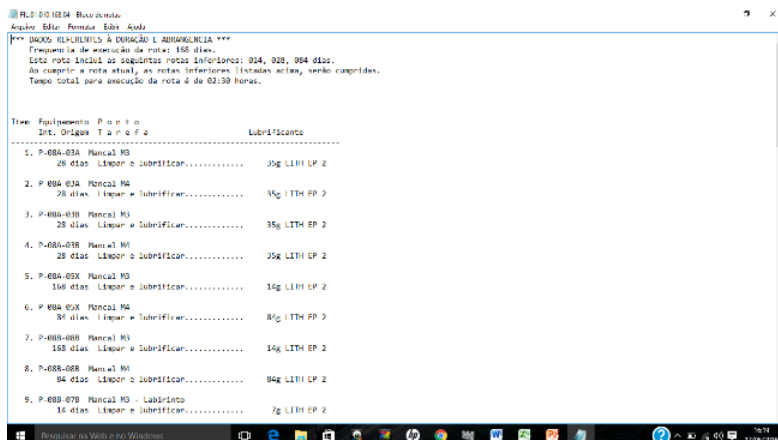 FIL.01.010.168.04 - Bloco de notas
Arquivo Editar Formatar Exibir Ajuda
*** DADOS REFERENTES À DURAÇÃO E ABRANGÊNCIA ***
Frequencia de execução da rota: 168 dias.
Esta rota inclui as seguintes rotas inferiores: 014, 028, 084 dias.
Ao cumprir a rota atual, as rotas inferiores listadas acima, serão cumpridas.
Tempo total para execução da rota é de 02:30 horas.
Item Equipamento P o n t o
Int. Origem T a r e f a Lubrificante
1. P-08A-03A Mancal M3
28 dias Limpar e lubrificar............. 35g LITH EP 2
2. P-08A-03A Mancal M4
28 dias Limpar e lubrificar............. 35g LITH EP 2
3. P-08A-03B Mancal M3
28 dias Limpar e lubrificar............. 35g LITH EP 2
4. P-08A-03B Mancal M4
28 dias Limpar e lubrificar............. 35g LITH EP 2
5. P-08A-05X Mancal M3
168 dias Limpar e lubrificar............. 14g LITH EP 2
6. P-08A-05X Mancal M4
84 dias Limpar e lubrificar............. 84g LITH EP 2
7. P-08B-08B Mancal M3
168 dias Limpar e lubrificar............. 14g LITH EP 2
8. P-08B-08B Mancal M4
84 dias Limpar e lubrificar............. 84g LITH EP 2
9. P-08B-07B Mancal M3 - Labirinto
14 dias Limpar e lubrificar............. 7g LITH EP 2
Pesquisar na Web e no Windows